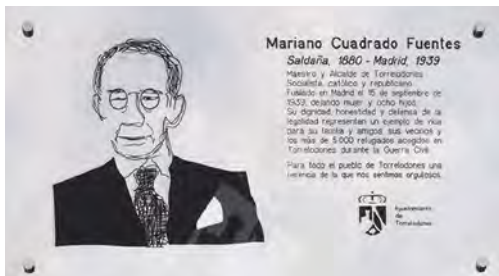 Mariano Cuadrado Fuentes
Saldaña, 1880 - Madrid, 1939
Maestro y Alcalde de Torrelodones
Socialista, católico y republicano
Fusilado en Madrid el 15 de septiembre de
1939, dejando mujer y ocho hijos.
Su dignidad, honestidad y defensa de la
legalidad representan un ejemplo de vida
para su familia y amigos, sus vecinos y
los más de 5.000 refugiados acogidos en
Torrelodones durante la Guerra Civil.
Para todo el pueblo de Torrelodones una
herencia de la que nos sentimos orgullosos.
Ayuntamiento
de
Torrelodones